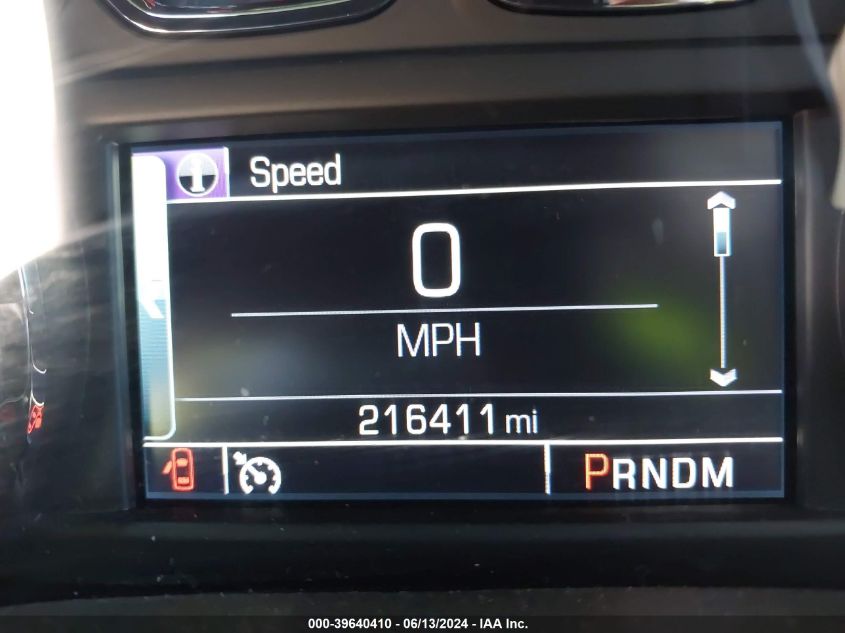 Speed
0
MPH
216411 mi
PRNDM
000-39640410 - 06/13/2024 - IAA Inc.